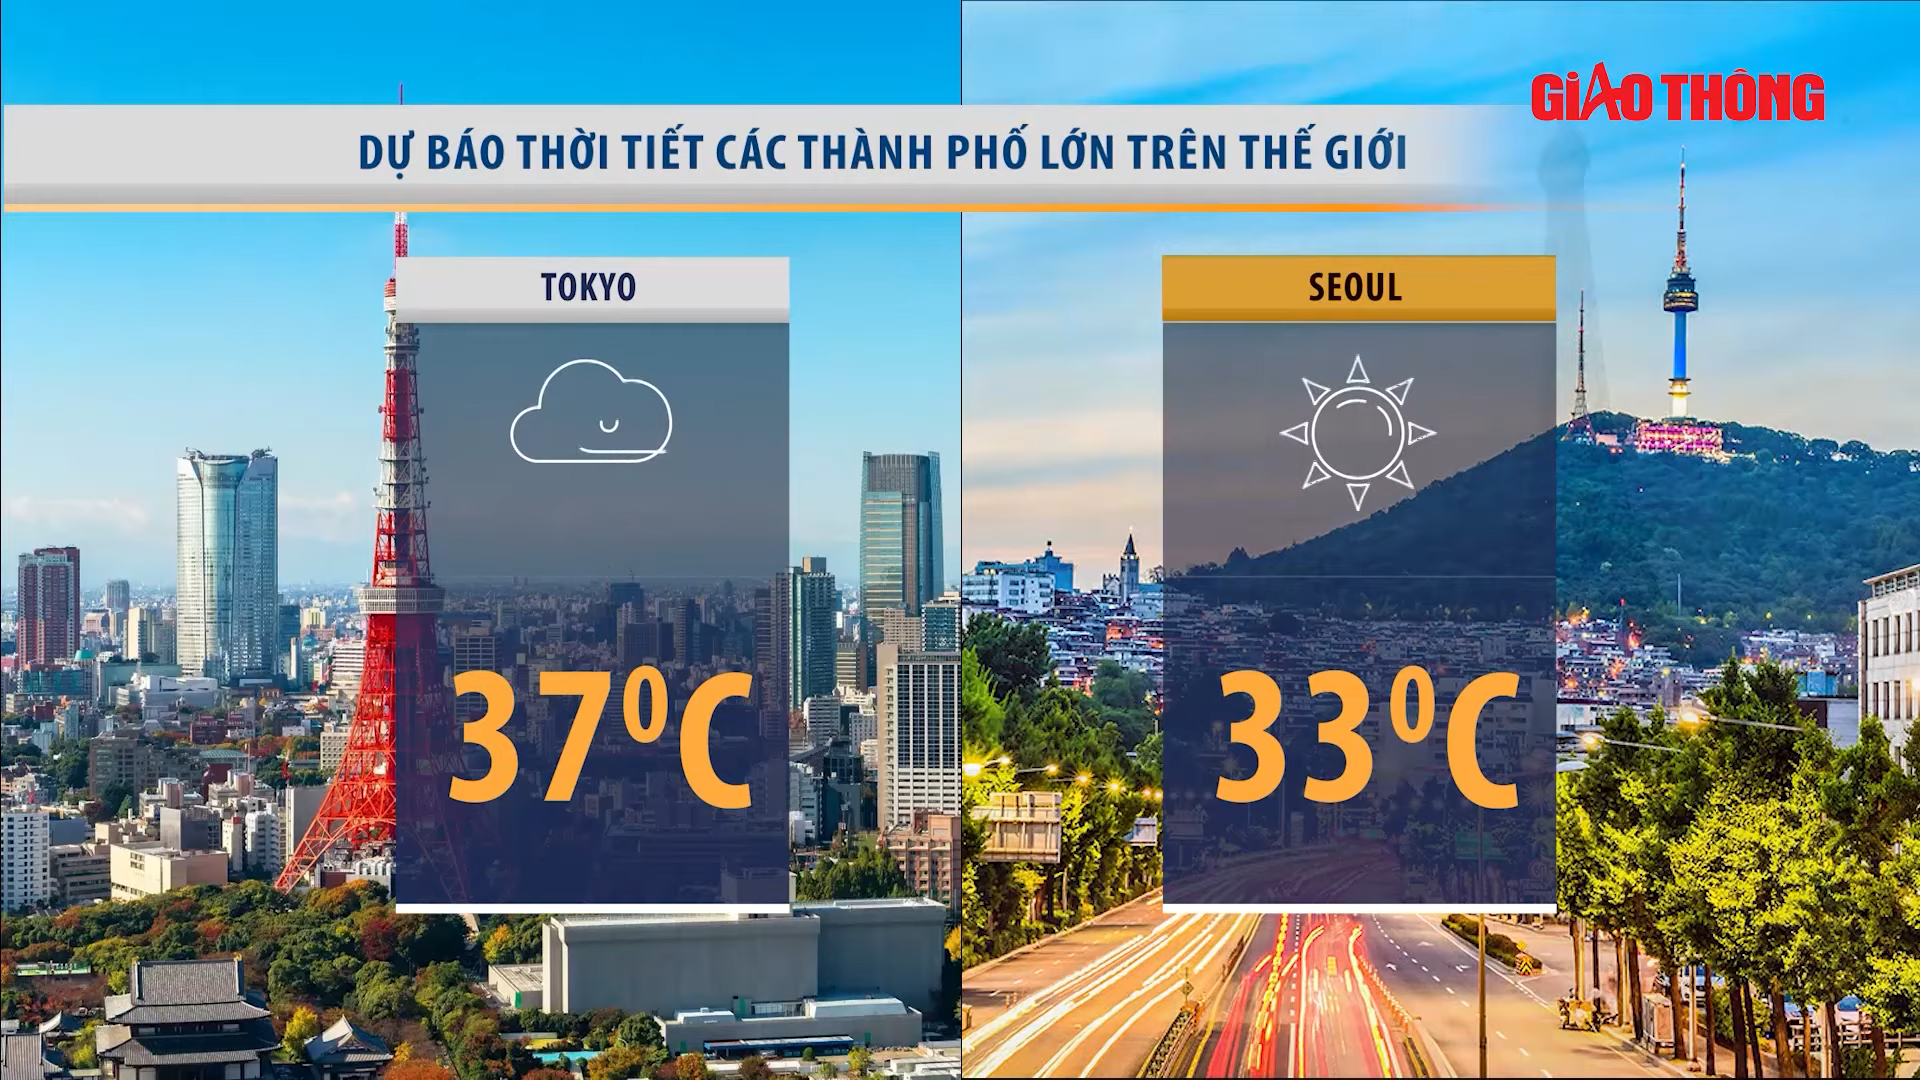 GIAO THÔNG
DỰ BÁO THỜI TIẾT CÁC THÀNH PHỐ LỚN TRÊN THẾ GIỚI
TOKYO
37⁰C
SEOUL
33⁰C